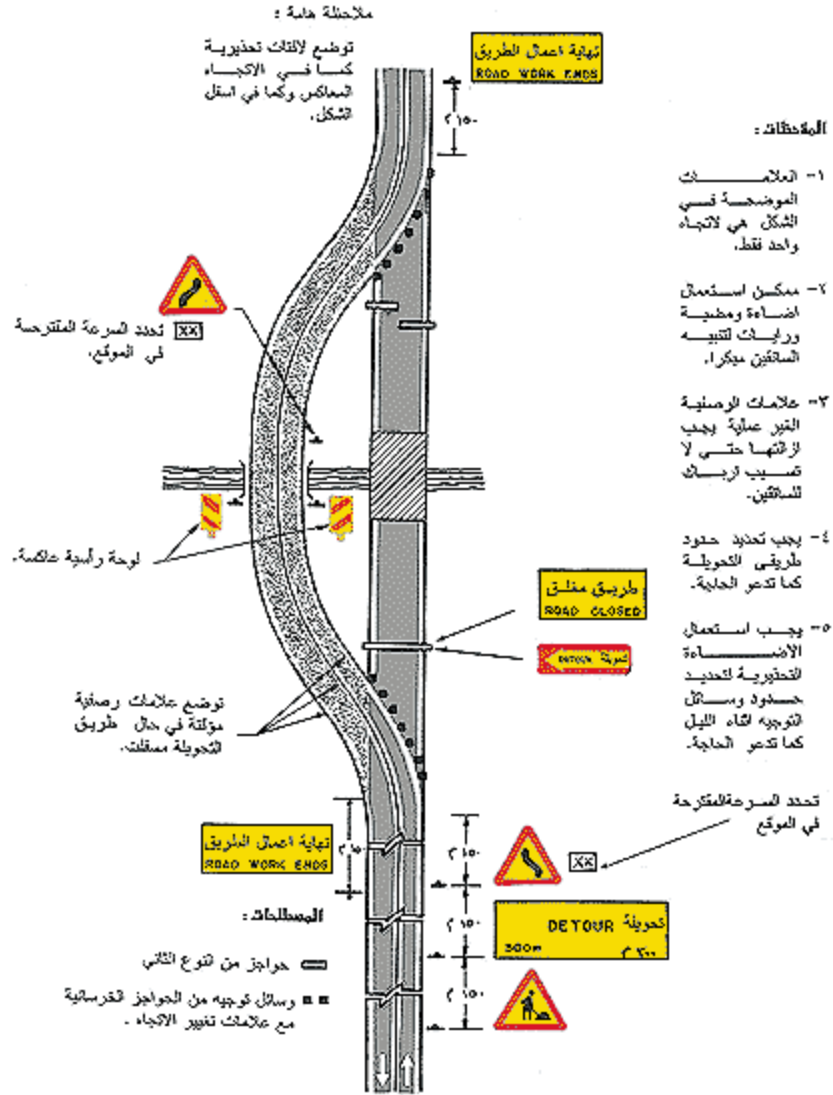 ملاحظة هامة :
توضع لافتات تحذيرية
كما في الاتجاه
المعاكس وكما في اسفل
الشكل.
نهاية اعمال الطريق
ROAD WORK ENDS
١٥٠ م
الملاحظات :
١- العلامات
الموضحة في
الشكل هي لاتجاه
واحد فقط.
٢- ممكن استعمال
اضاءة ومضية
ورايات لتنبيه
السائقين مبكرا.
٣- علامات الرصفية
الغير عملية يجب
ازالتها حتى لا
تسبب ارباك
للسائقين.
٤- يجب تحديد حدود
طريقي التحويلة
كما تدعو الحاجة.
٥- يجب استعمال
الاضاءة
التحذيرية لتحديد
حدود وسائل
التوجيه اثناء الليل
كما تدعو الحاجة.
XX تحدد السرعة المقترحة
في الموقع.
لوحة رأسية عاكسة.
طريق مغلق
ROAD CLOSED
تحويلة DETOUR
توضع علامات رصفية
مؤقتة في حال طريق
التحويلة مسفلت.
تحدد السرعة المقترحة
في الموقع
XX
١٥٠ م
١٥٠ م
نهاية اعمال الطريق
ROAD WORK ENDS
تحويلة DETOUR
300m ٣٠٠ م
١٥٠ م
١٥٠ م
المسطلحات :
حواجز من النوع الثاني
وسائل توجيه من الحواجز الخرسانية
مع علامات تغيير الاتجاه .